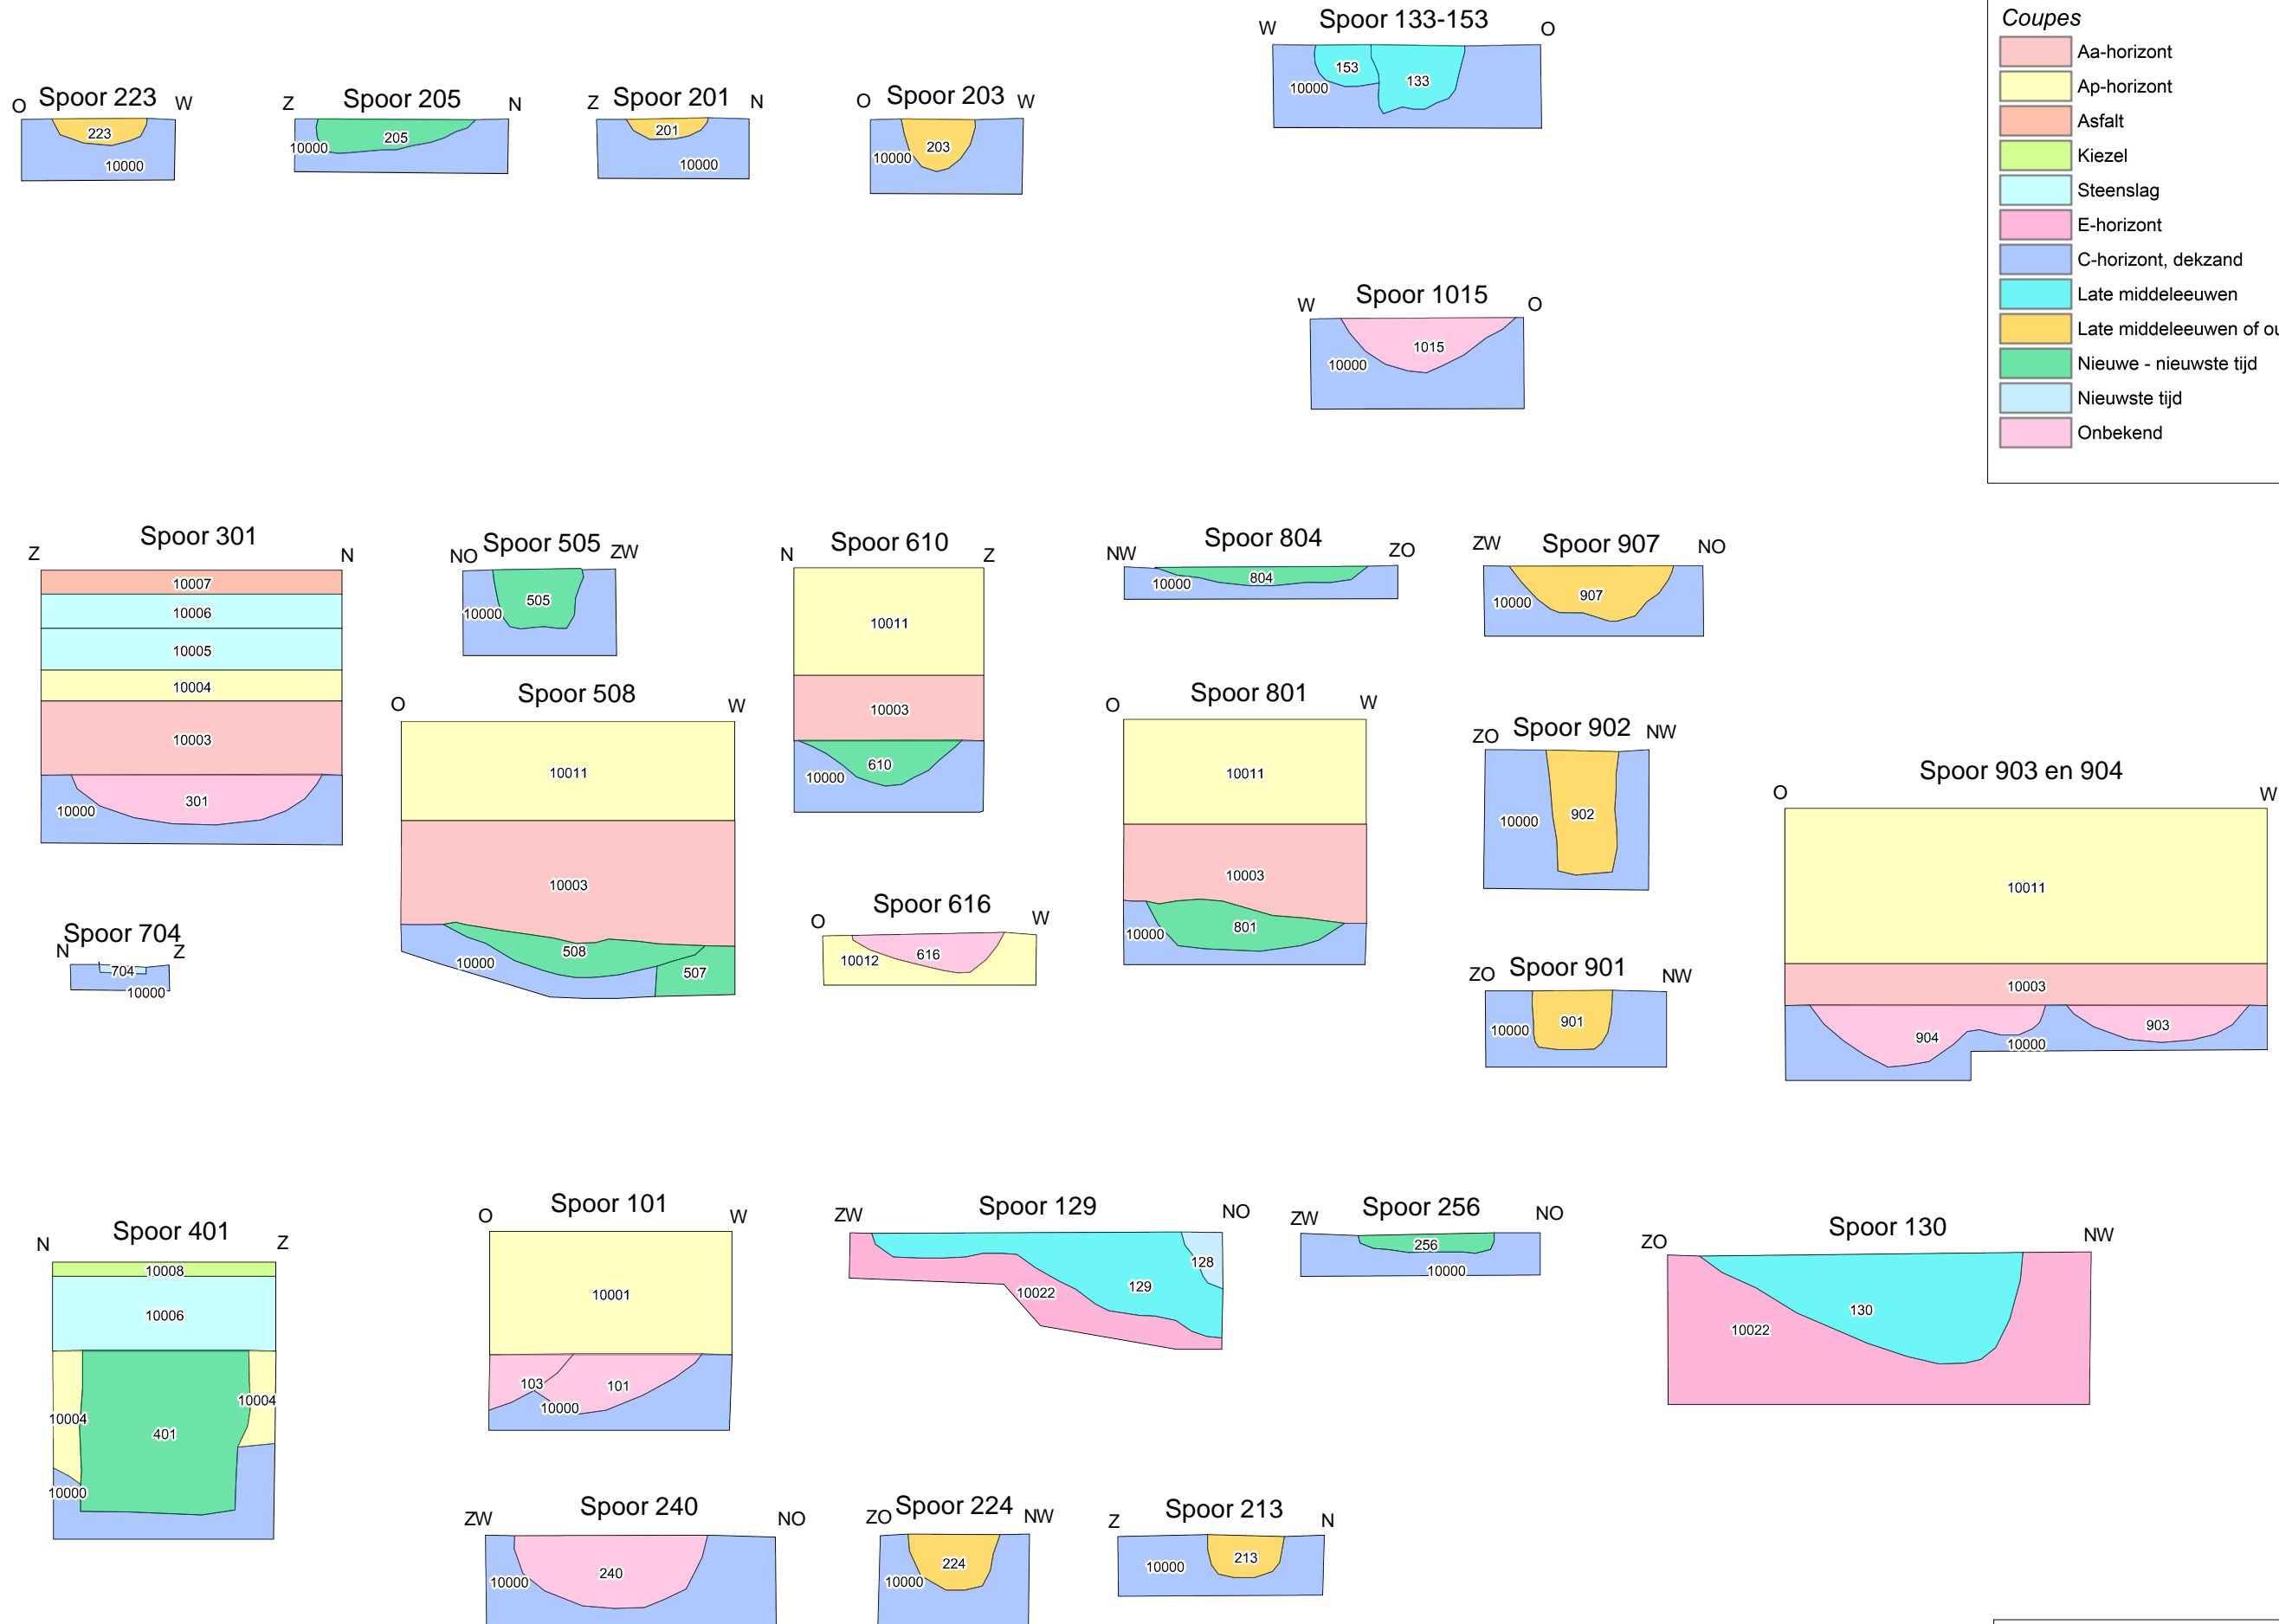 Spoor 133-153
W O
153
133
10000
Coupes
Aa-horizont
Ap-horizont
Asfalt
Kiezel
Steenslag
E-horizont
C-horizont, dekzand
Late middeleeuwen
Late middeleeuwen of ou
Nieuwe - nieuwste tijd
Nieuwste tijd
Onbekend
O Spoor 223 W
223
10000
Z Spoor 205 N
205
10000
Z Spoor 201 N
201
10000
O Spoor 203 W
203
10000
W Spoor 1015 O
1015
10000
Z Spoor 301 N
10007
10006
10005
10004
10003
301
10000
NO Spoor 505 ZW
505
10000
N Spoor 610 Z
10011
10003
610
10000
NW Spoor 804 ZO
804
10000
ZW Spoor 907 NO
907
10000
O Spoor 508 W
10011
10003
508
10000
507
O Spoor 801 W
10011
10003
801
10000
ZO Spoor 902 NW
902
10000
O Spoor 903 en 904 W
10011
10003
904
903
10000
N Spoor 704 Z
704
10000
O Spoor 616 W
616
10012
ZO Spoor 901 NW
901
10000
N Spoor 401 Z
10008
10006
10004
10004
401
10000
O Spoor 101 W
10001
103
101
10000
ZW Spoor 129 NO
128
129
10022
ZW Spoor 256 NO
256
10000
ZO Spoor 130 NW
130
10022
ZW Spoor 240 NO
240
10000
ZO Spoor 224 NW
224
10000
Z Spoor 213 N
213
10000